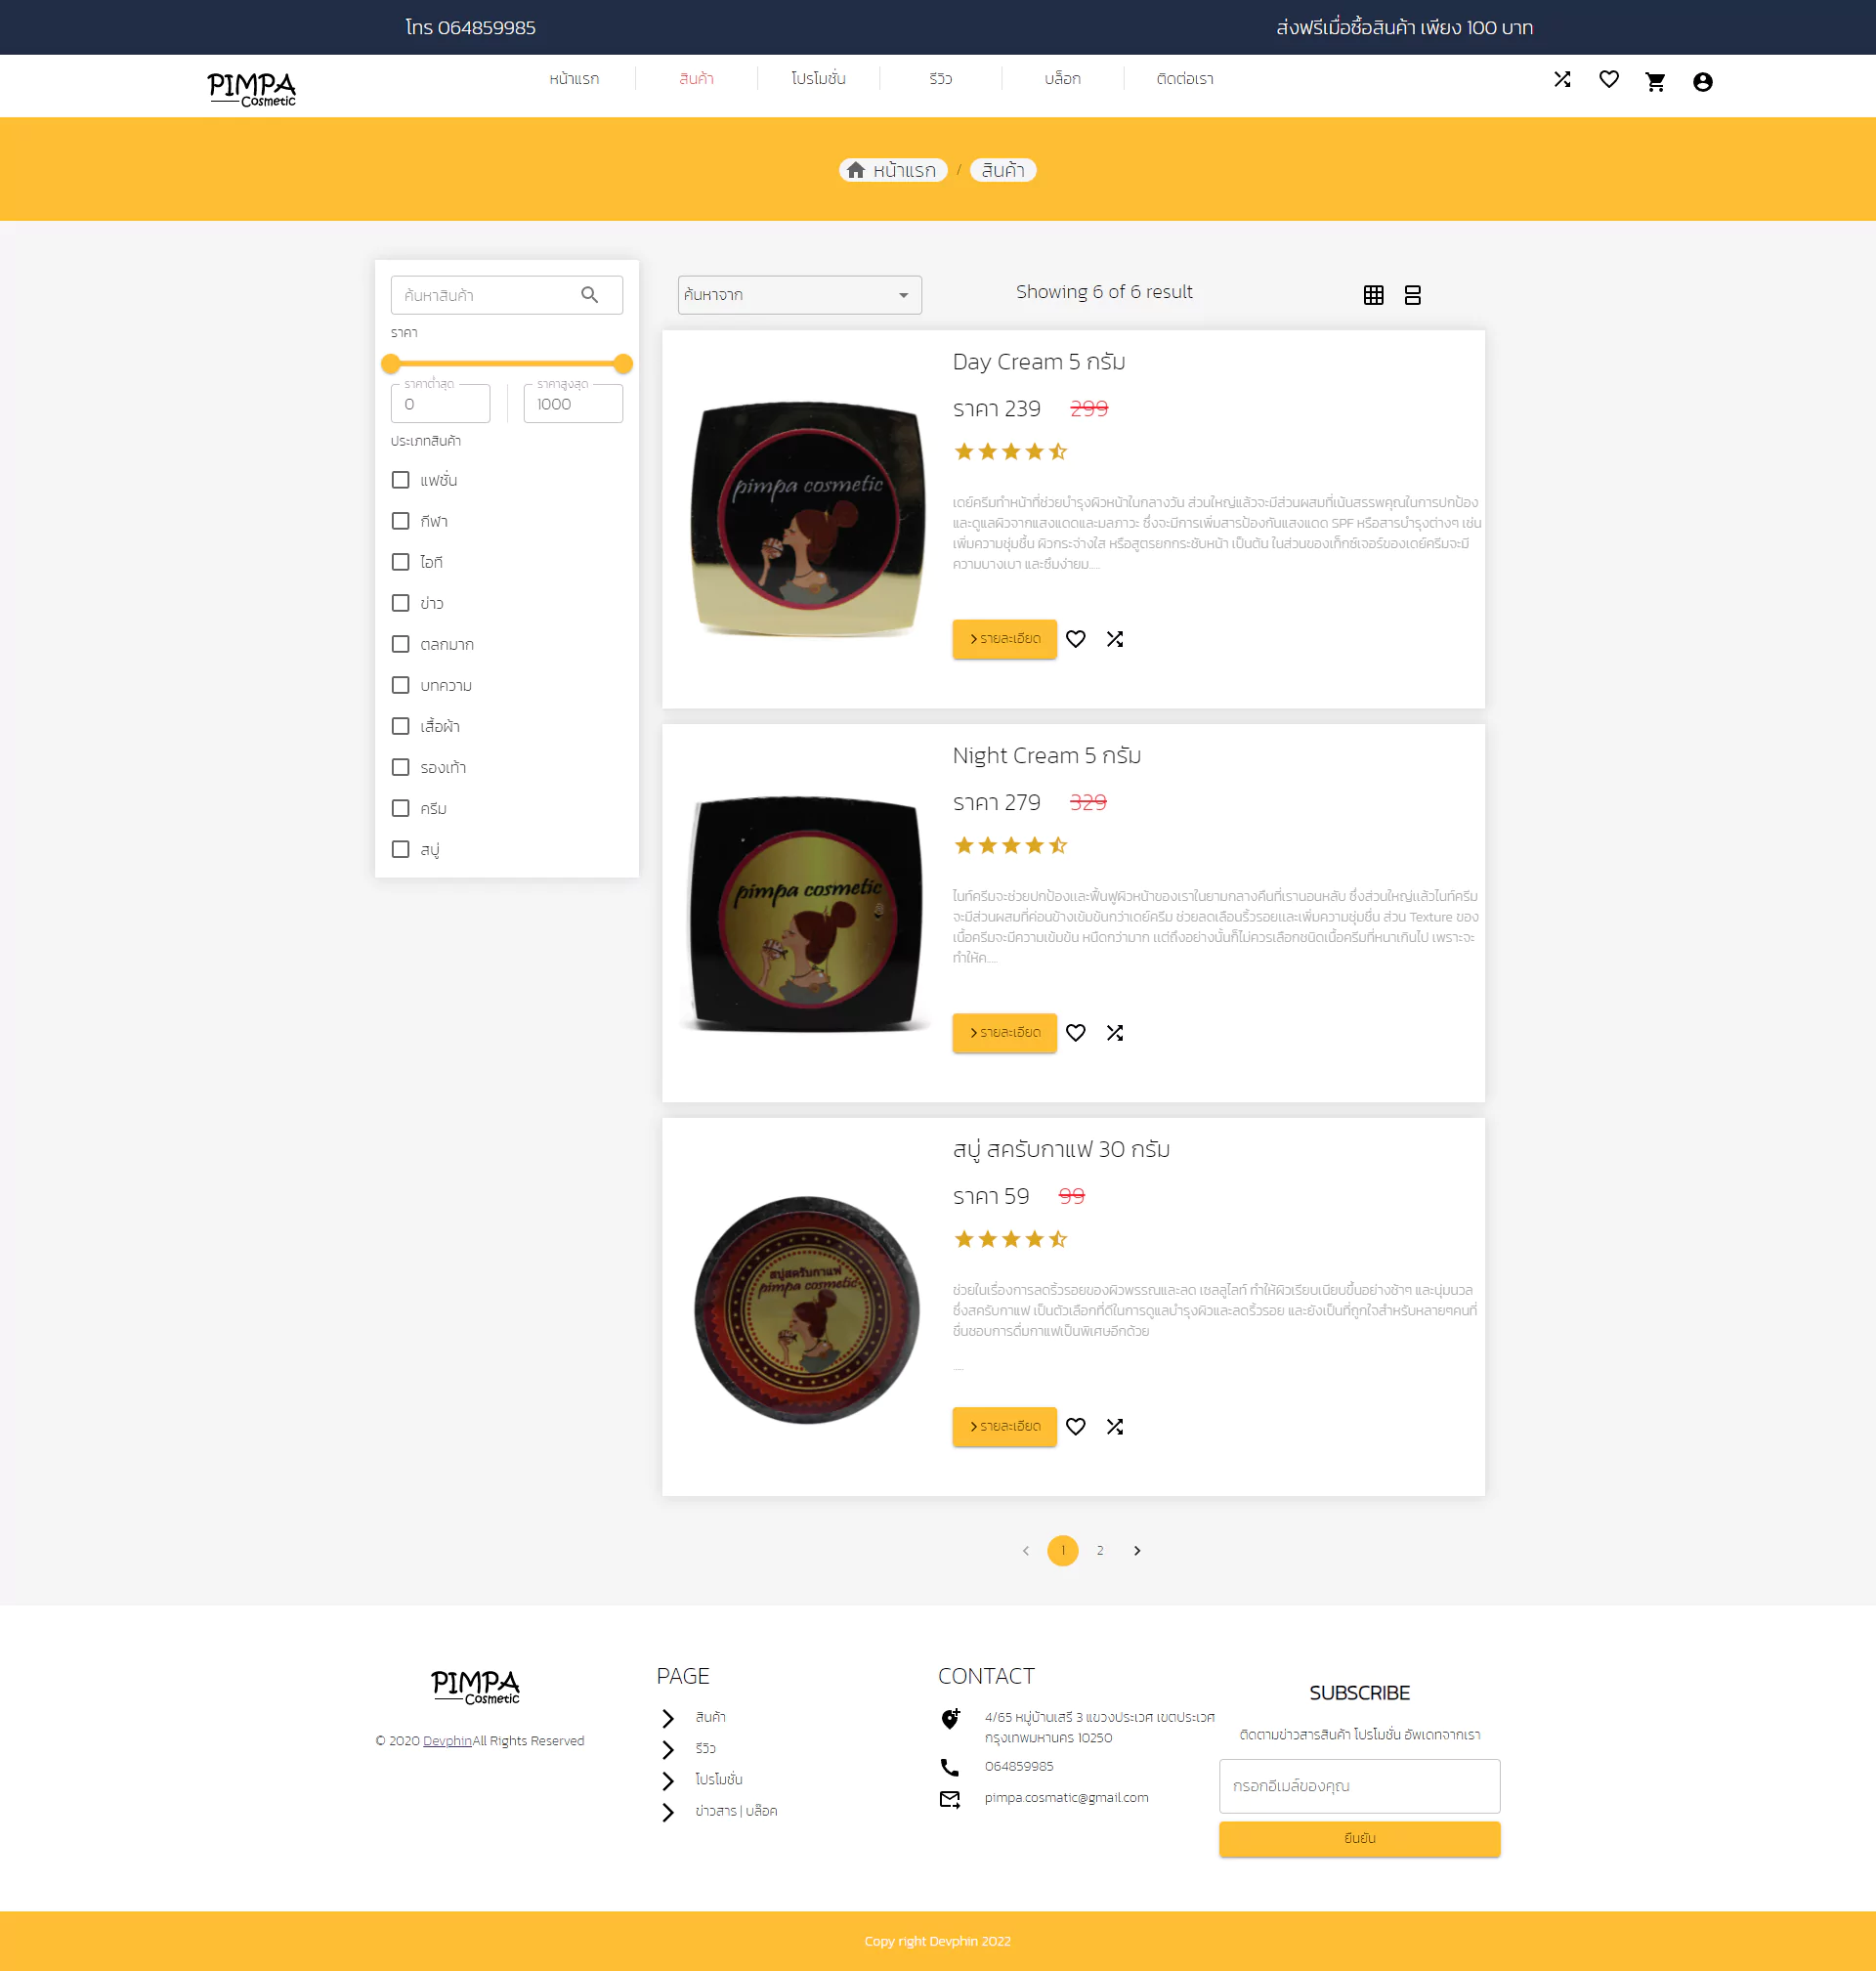 โทร 064859985
ส่งฟรีเมื่อซื้อสินค้า เพียง 100 บาท
PIMPA
Cosmetic
หน้าแรก
สินค้า
โปรโมชั่น
รีวิว
บล็อก
ติดต่อเรา
หน้าแรก / สินค้า
ค้นหาสินค้า
ราคา
ราคาต่ำสุด
0
ราคาสูงสุด
1000
ประเภทสินค้า
แฟชั่น
กีฬา
ไอที
ข่าว
ตลกมาก
บทความ
เสื้อผ้า
รองเท้า
ครีม
สบู่
ค้นหาจาก
Showing 6 of 6 result
pimpa cosmetic
Day Cream 5 กรัม
ราคา 239 299
เดย์ครีมทำหน้าที่ช่วยบำรุงผิวหน้าในกลางวัน ส่วนใหญ่แล้วจะมีส่วนผสมที่เน้นสรรพคุณในการปกป้อง
และดูแลผิวจากแสงแดดและมลภาวะ ซึ่งจะมีการเพิ่มสารป้องกันแสงแดด SPF หรือสารบำรุงต่างๆ เช่น
เพิ่มความชุ่มชื้น ผิวกระจ่างใส หรือสูตรยกกระชับหน้า เป็นต้น ในส่วนของเท็กซ์เจอร์ของเดย์ครีมจะมี
ความบางเบา และซึมง่ายม.....
รายละเอียด
pimpa cosmetic
Night Cream 5 กรัม
ราคา 279 329
ไนท์ครีมจะช่วยปกป้องและฟื้นฟูผิวหน้าของเราในยามกลางคืนที่เรานอนหลับ ซึ่งส่วนใหญ่แล้วไนท์ครีม
จะมีส่วนผสมที่ค่อนข้างเข้มข้นกว่าเดย์ครีม ช่วยลดเลือนริ้วรอยและเพิ่มความชุ่มชื่น ส่วน Texture ของ
เนื้อครีมจะมีความเข้มข้น หนืดกว่ามาก แต่ถึงอย่างนั้นก็ไม่ควรเลือกชนิดเนื้อครีมที่หนาเกินไป เพราะจะ
ทำให้ค.....
รายละเอียด
สบู่สครับกาแฟ
pimpa cosmetic
สบู่ สครับกาแฟ 30 กรัม
ราคา 59 99
ช่วยในเรื่องการลดริ้วรอยของผิวพรรณและลด เซลลูไลท์ ทำให้ผิวเรียบเนียบขึ้นอย่างช้าๆ และนุ่มนวล
ซึ่งสครับกาแฟ เป็นตัวเลือกที่ดีในการดูแลบำรุงผิวและลดริ้วรอย และยังเป็นที่ถูกใจสำหรับหลายๆคนที่
ชื่นชอบการดื่มกาแฟเป็นพิเศษอีกด้วย
.....
รายละเอียด
1 2
PIMPA
Cosmetic
© 2020 DevphinAll Rights Reserved
PAGE
สินค้า
รีวิว
โปรโมชั่น
ข่าวสาร | บล๊อค
CONTACT
4/65 หมู่บ้านเสรี 3 แขวงประเวศ เขตประเวศ
กรุงเทพมหานคร 10250
064859985
pimpa.cosmatic@gmail.com
SUBSCRIBE
ติดตามข่าวสารสินค้า โปรโมชั่น อัพเดทจากเรา
กรอกอีเมล์ของคุณ
ยืนยัน
Copy right Devphin 2022